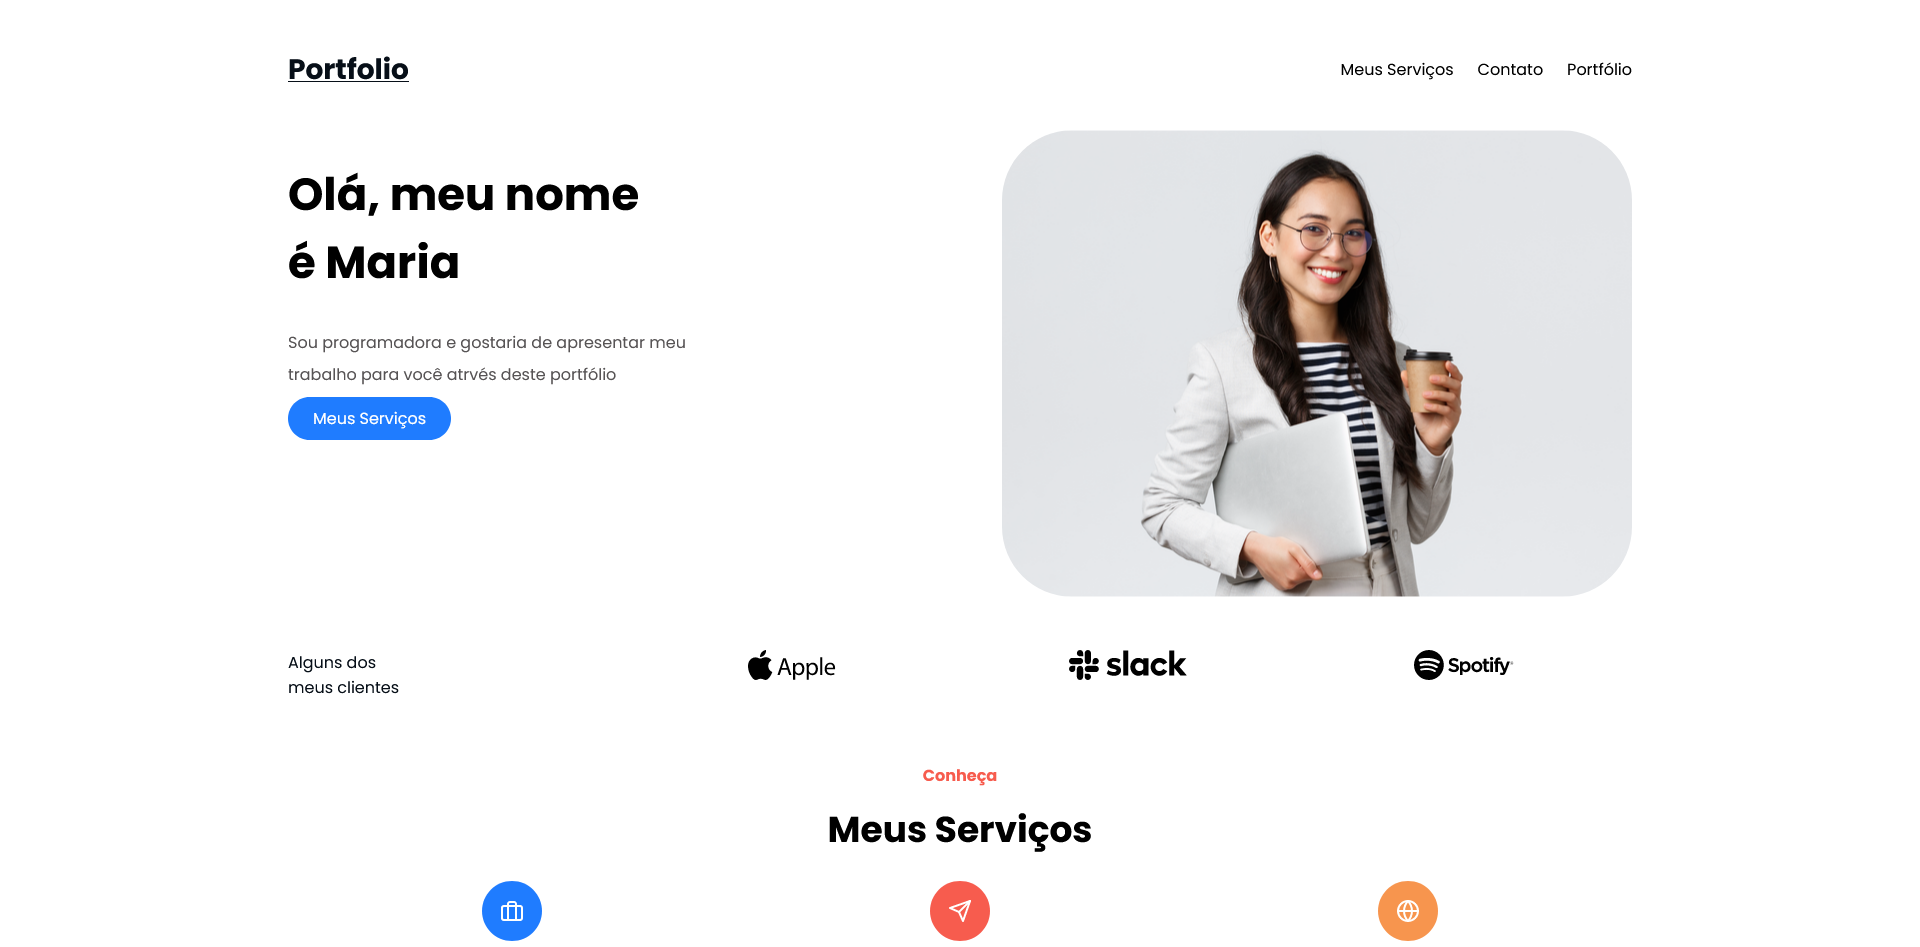 Portfolio
Meus Serviços Contato Portfólio
Olá, meu nome
é Maria
Sou programadora e gostaria de apresentar meu
trabalho para você atrvés deste portfólio
Meus Serviços
Alguns dos
meus clientes
Apple
slack
Spotify
Conheça
Meus Serviços